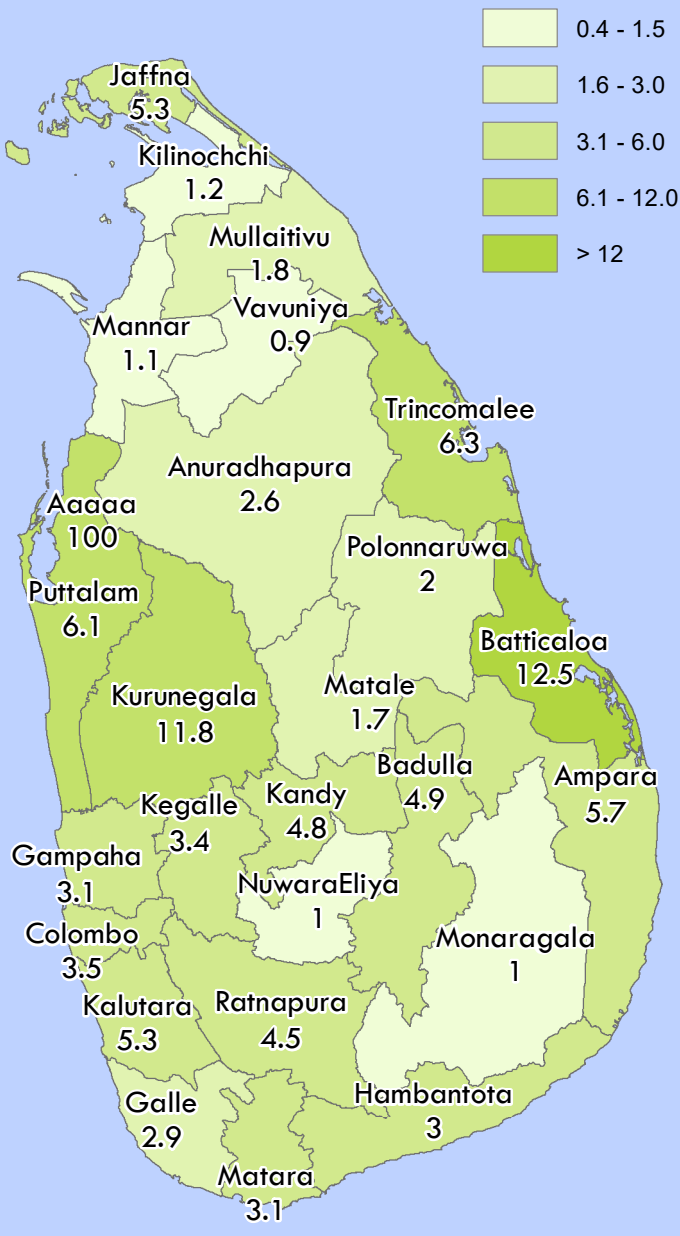 0.4 - 1.5
1.6 - 3.0
3.1 - 6.0
6.1 - 12.0
> 12
Jaffna
5.3
Kilinochchi
1.2
Mullaitivu
1.8
Vavuniya
0.9
Mannar
1.1
Trincomalee
6.3
Anuradhapura
2.6
Aaaaa
100
Polonnaruwa
2
Puttalam
6.1
Batticaloa
12.5
Matale
1.7
Kurunegala
11.8
Badulla
4.9
Ampara
5.7
Kandy
4.8
Kegalle
3.4
Gampaha
3.1
NuwaraEliya
1
Colombo
3.5
Monaragala
1
Kalutara
5.3
Ratnapura
4.5
Hambantota
3
Galle
2.9
Matara
3.1